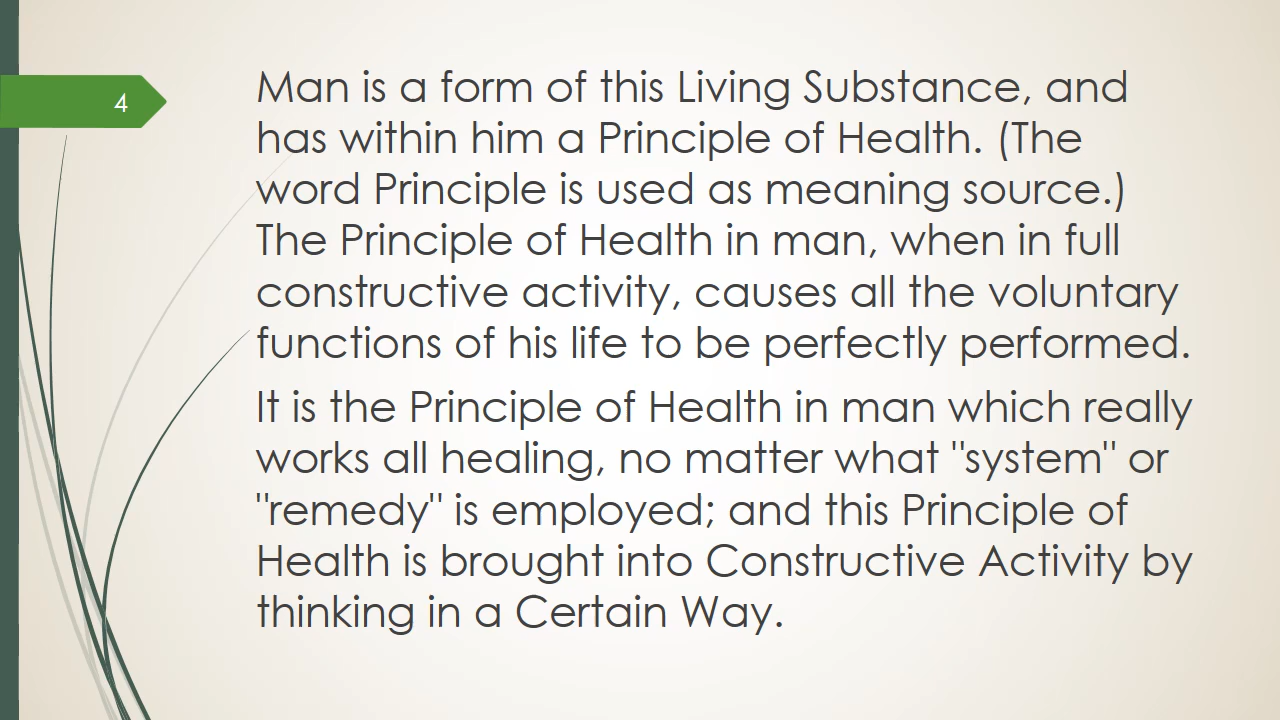 4
Man is a form of this Living Substance, and
has within him a Principle of Health. (The
word Principle is used as meaning source.)
The Principle of Health in man, when in full
constructive activity, causes all the voluntary
functions of his life to be perfectly performed.
It is the Principle of Health in man which really
works all healing, no matter what "system" or
"remedy" is employed; and this Principle of
Health is brought into Constructive Activity by
thinking in a Certain Way.